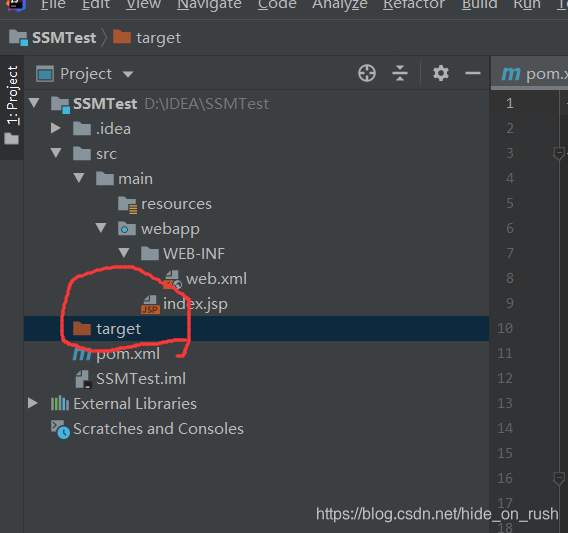 File Edit View Navigate Code Analyze Refactor Build Run
SSMTest target
1: Project
Project
pom.x
SSMTest D:\IDEA\SSMTest
.idea
src
main
resources
webapp
WEB-INF
web.xml
JSP index.jsp
target
m pom.xml
SSMTest.iml
External Libraries
Scratches and Consoles
1
2
3
4
5
6
7
8
9
10
11
12
13
14
15
16
17
18
https://blog.csdn.net/hide_on_rush